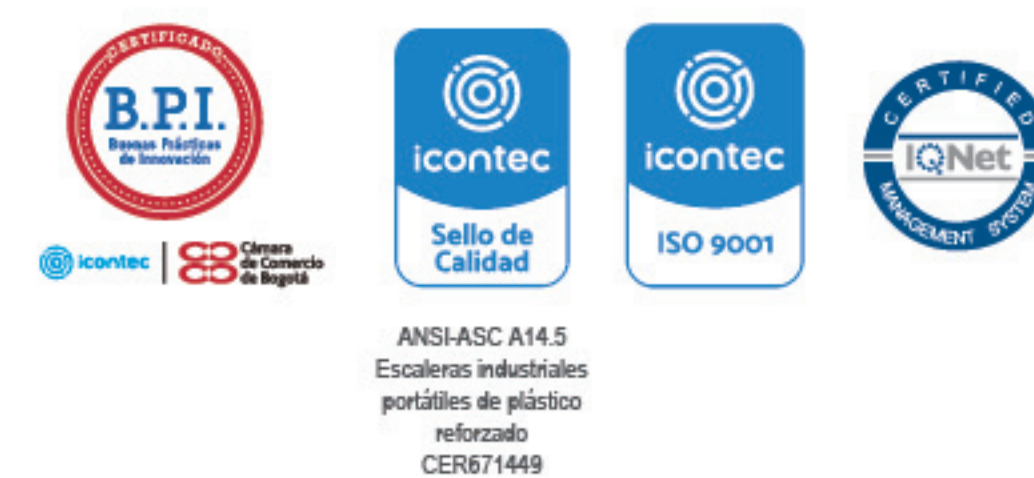 CERTIFICADO
B.P.I.
Buenas Prácticas
de Innovación
icontec
Cámara
de Comercio
de Bogotá
icontec
Sello de
Calidad
ANSI-ASC A14.5
Escaleras industriales
portátiles de plástico
reforzado
CER671449
icontec
ISO 9001
CERTIFIED
IQNet
MANAGEMENT SYSTEM